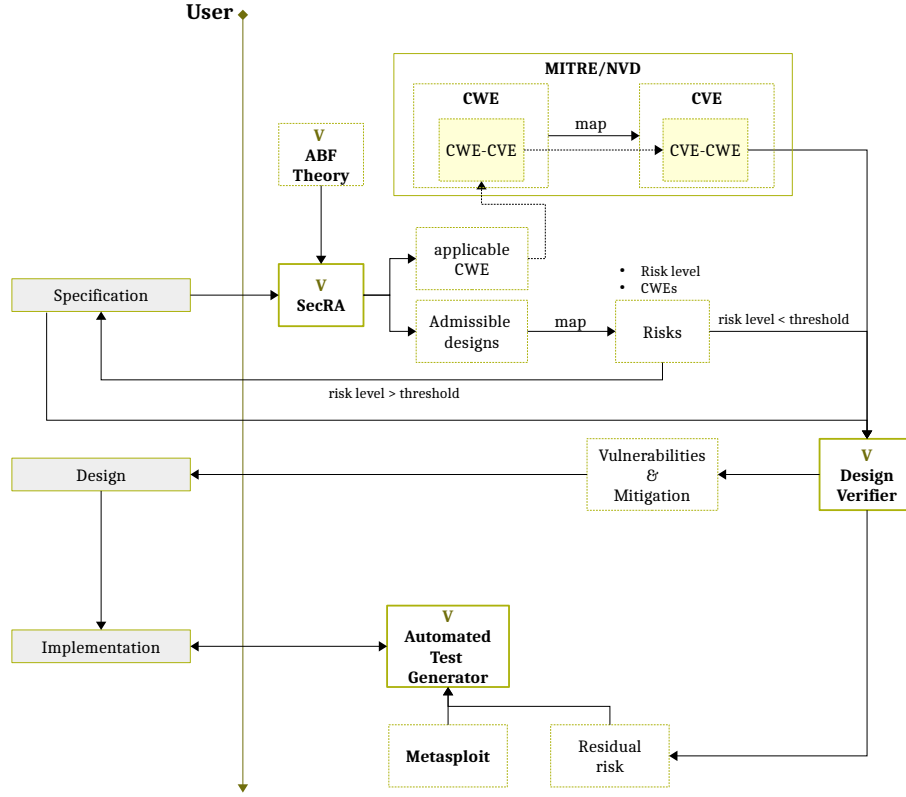 User
MITRE/NVD
CWE
CVE
map
CWE-CVE
CVE-CWE
V
ABF
Theory
applicable
CWE
• Risk level
• CWEs
V
SecRA
Specification
Admissible
designs
map
Risks
risk level < threshold
risk level > threshold
V
Design
Verifier
Vulnerabilities
&
Mitigation
Design
V
Automated
Test
Generator
Implementation
Metasploit
Residual
risk